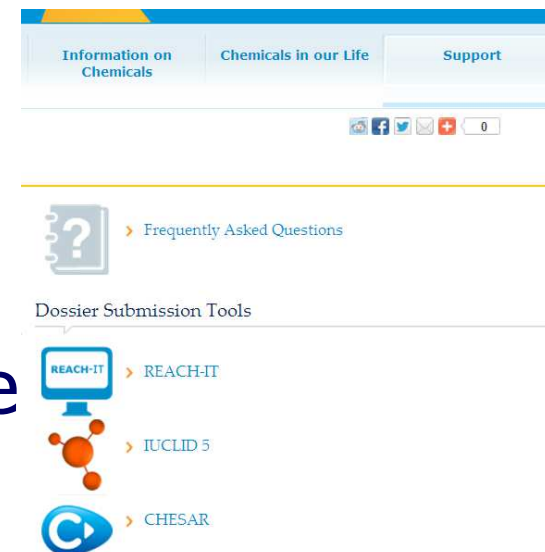 Information on
Chemicals
Chemicals in our Life
Support
0
?
Frequently Asked Questions
Dossier Submission Tools
e
REACH-IT
REACH-IT
IUCLID 5
C
CHESAR